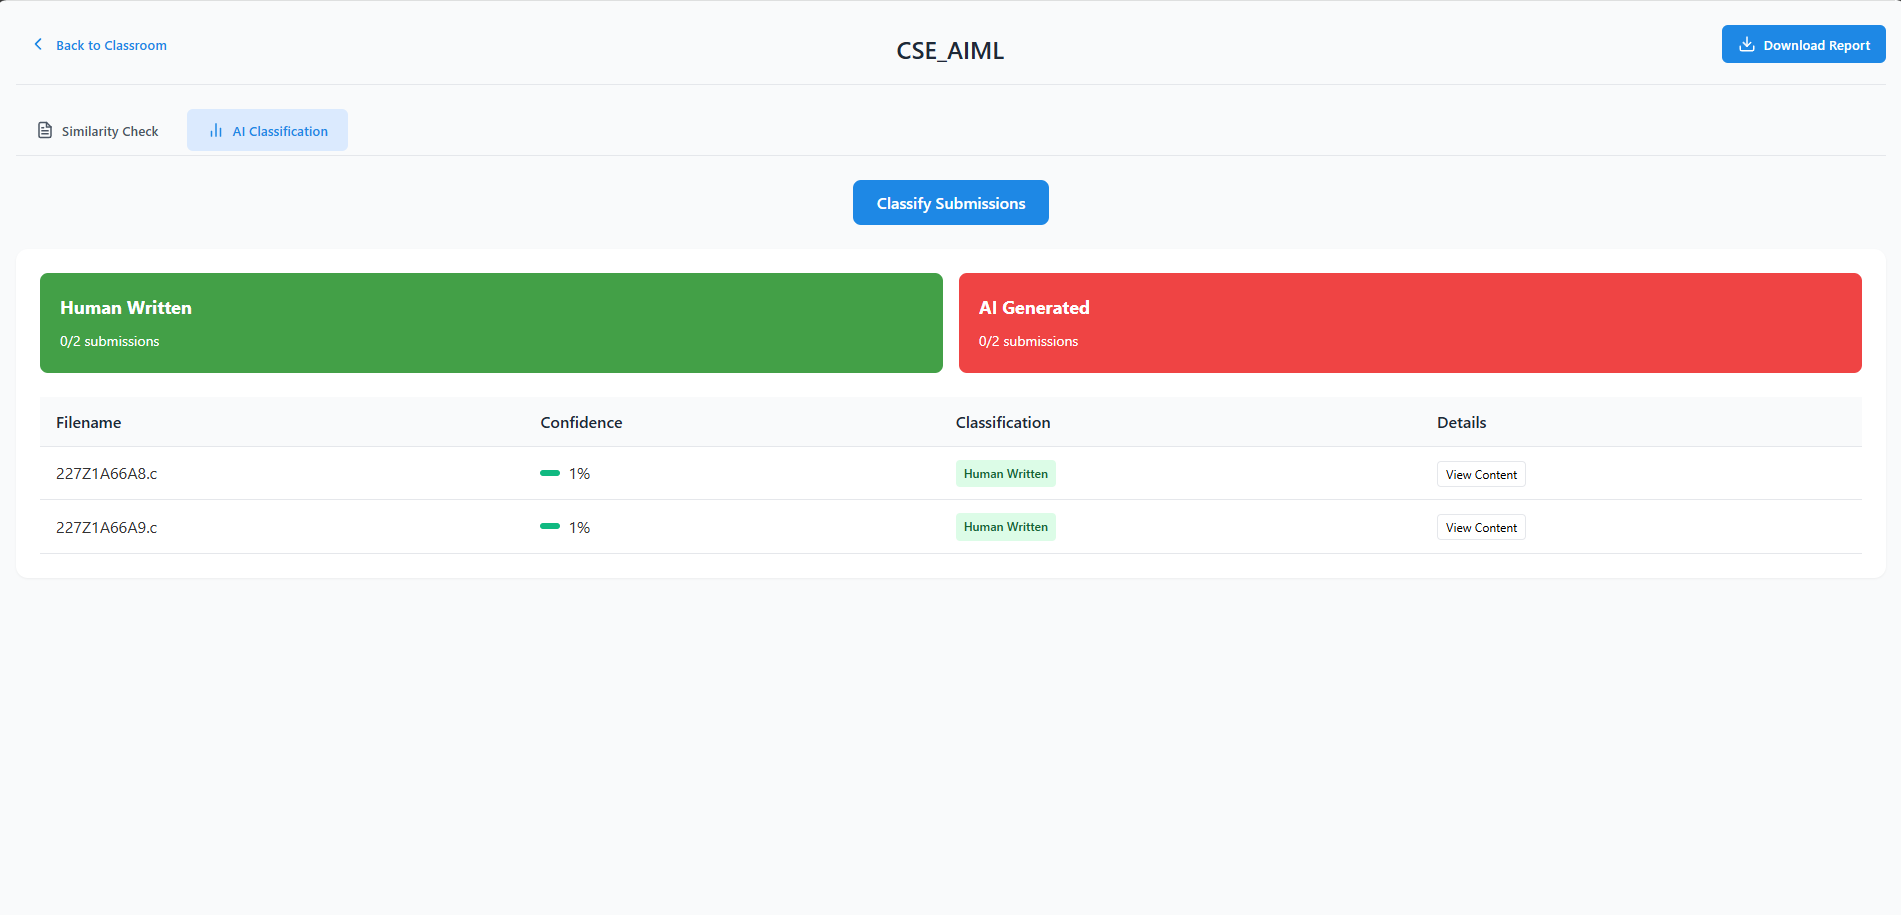 Back to Classroom
CSE_AIML
Download Report
Similarity Check
AI Classification
Classify Submissions
Human Written
0/2 submissions
AI Generated
0/2 submissions
Filename Confidence Classification Details
227Z1A66A8.c 1% Human Written View Content
227Z1A66A9.c 1% Human Written View Content